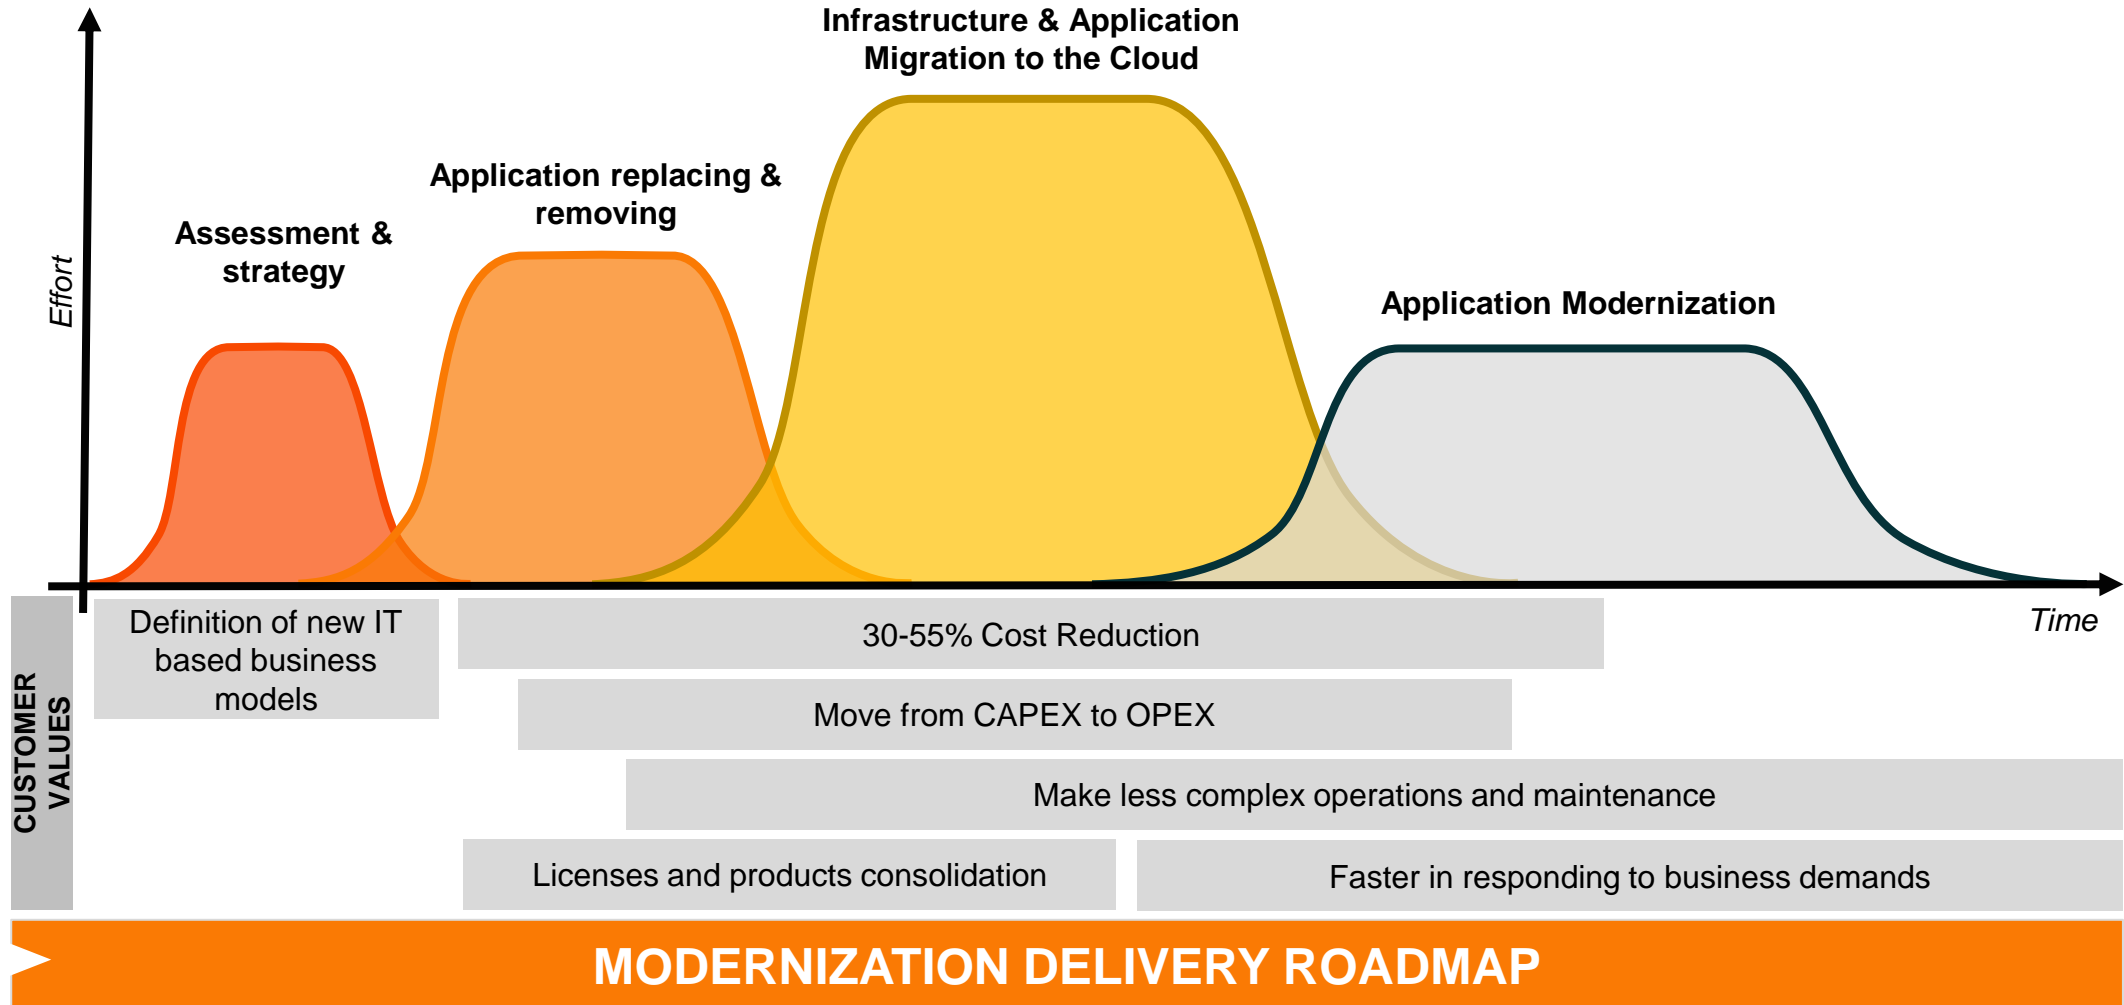 Infrastructure & Application
Migration to the Cloud
Application replacing &
removing
Assessment &
strategy
Application Modernization
Effort
Time
CUSTOMER
VALUES
Definition of new IT
based business
models
30-55% Cost Reduction
Move from CAPEX to OPEX
Make less complex operations and maintenance
Licenses and products consolidation
Faster in responding to business demands
MODERNIZATION DELIVERY ROADMAP